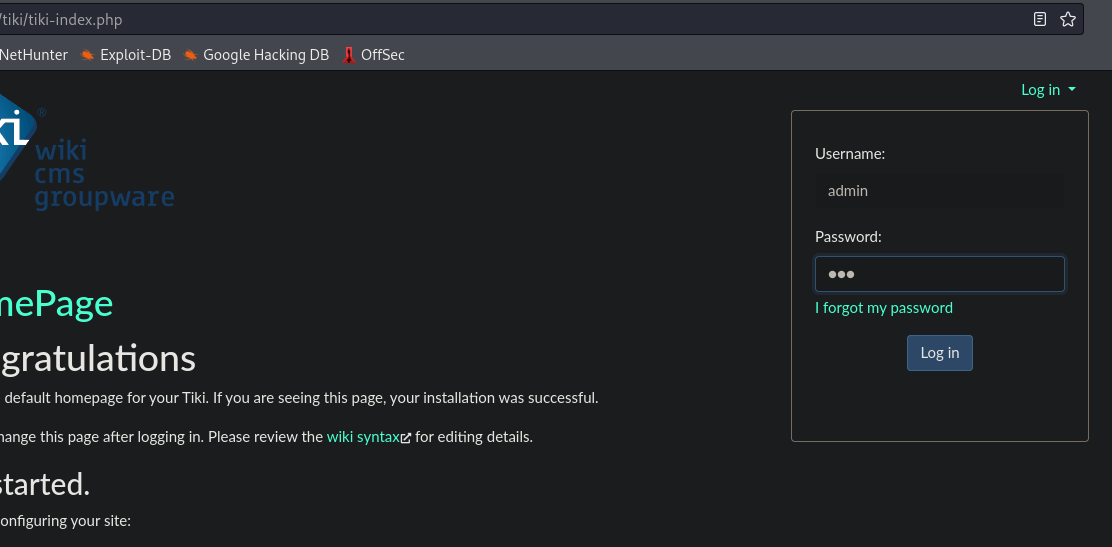 /tiki/tiki-index.php
NetHunter Exploit-DB Google Hacking DB OffSec
Log in
®
wiki
cms
groupware
Username:
admin
Password:
I forgot my password
Log in
mePage
gratulations
default homepage for your Tiki. If you are seeing this page, your installation was successful.
hange this page after logging in. Please review the wiki syntax for editing details.
started.
onfiguring your site: